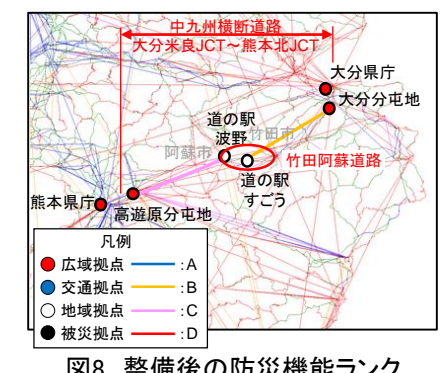 中九州横断道路
大分米良JCT～熊本北JCT
大分県庁
大分分屯地
道の駅
波野
竹田市
阿蘇市
竹田阿蘇道路
道の駅
すごう
熊本県庁
高遊原分屯地
凡例
広域拠点 :A
交通拠点 :B
地域拠点 :C
被災拠点 :D
図8 整備後の防災機能ランク